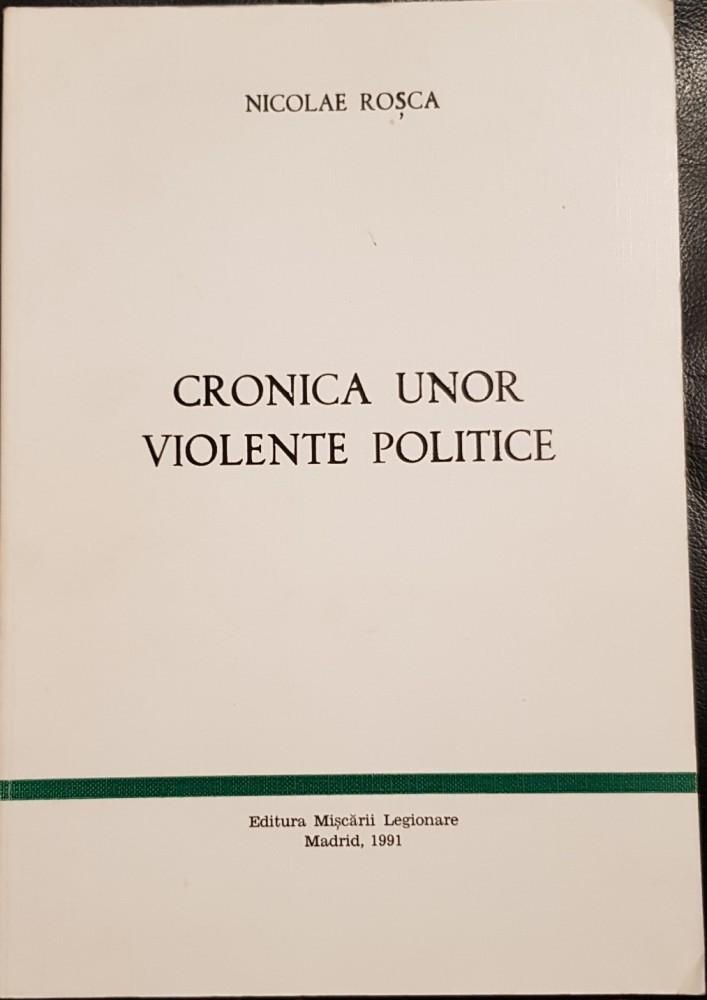 NICOLAE ROȘCA
CRONICA UNOR
VIOLENTE POLITICE
Editura Mișcării Legionare
Madrid, 1991